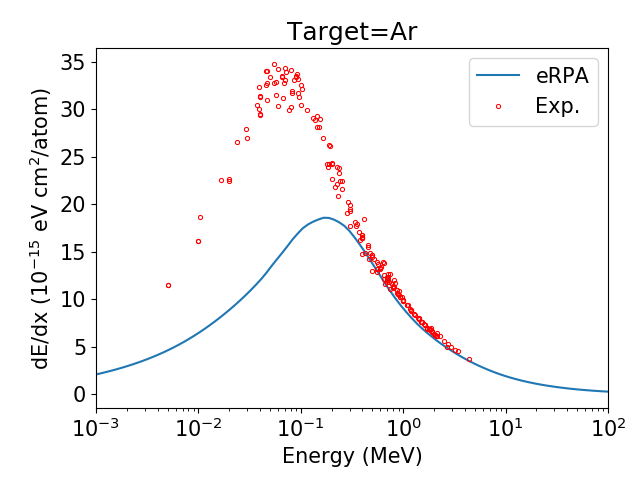 Target=Ar
dE/dx (10⁻¹⁵ eV cm²/atom)
35
30
25
20
15
10
5
0
eRPA
Exp.
10⁻³ 10⁻² 10⁻¹ 10⁰ 10¹ 10²
Energy (MeV)